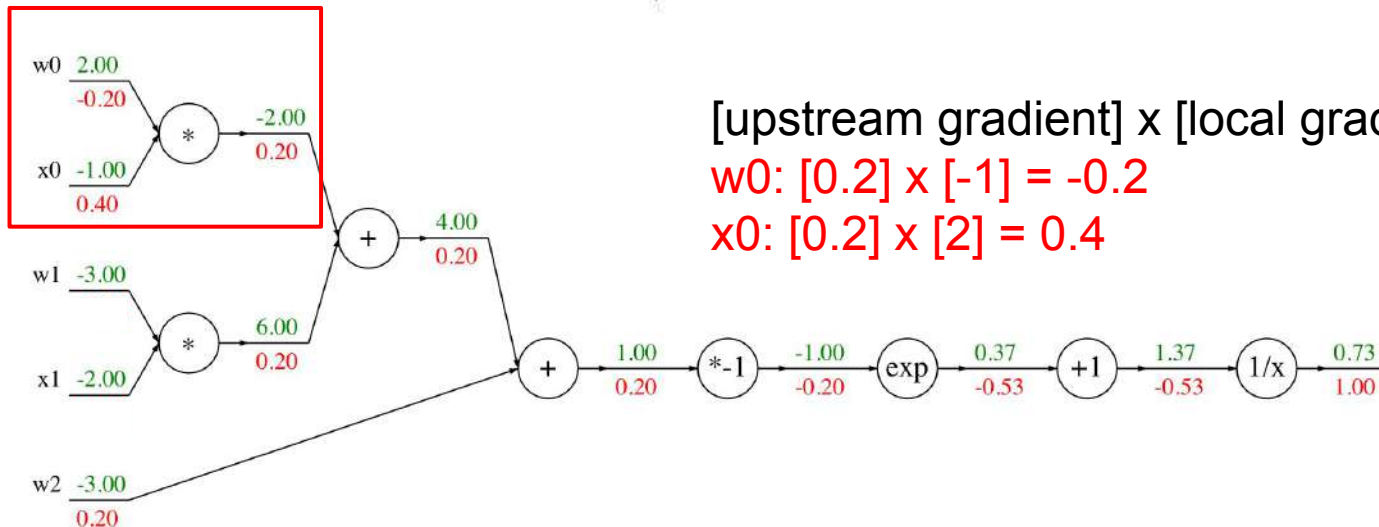 w0 2.00
-0.20
*
-2.00
0.20
x0 -1.00
0.40
[upstream gradient] x [local
w0: [0.2] x [-1] = -0.2
x0: [0.2] x [2] = 0.4
+
4.00
0.20
w1 -3.00
*
6.00
0.20
x1 -2.00
+
1.00
0.20
*-1
-1.00
-0.20
exp
0.37
-0.53
+1
1.37
-0.53
1/x
0.73
1.00
w2 -3.00
0.20